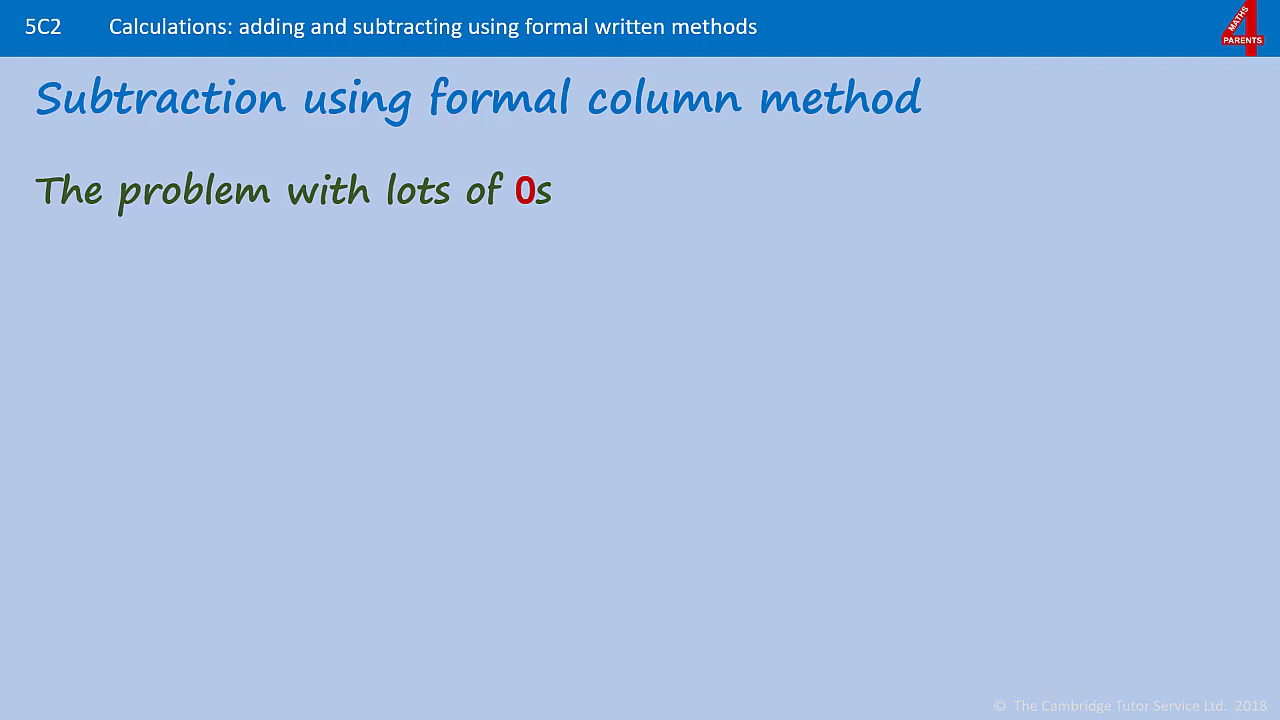 5C2 Calculations: adding and subtracting using formal written methods
MATHS
4
PARENTS
Subtraction using formal column method
The problem with lots of 0s
© The Cambridge Tutor Service Ltd. 2018